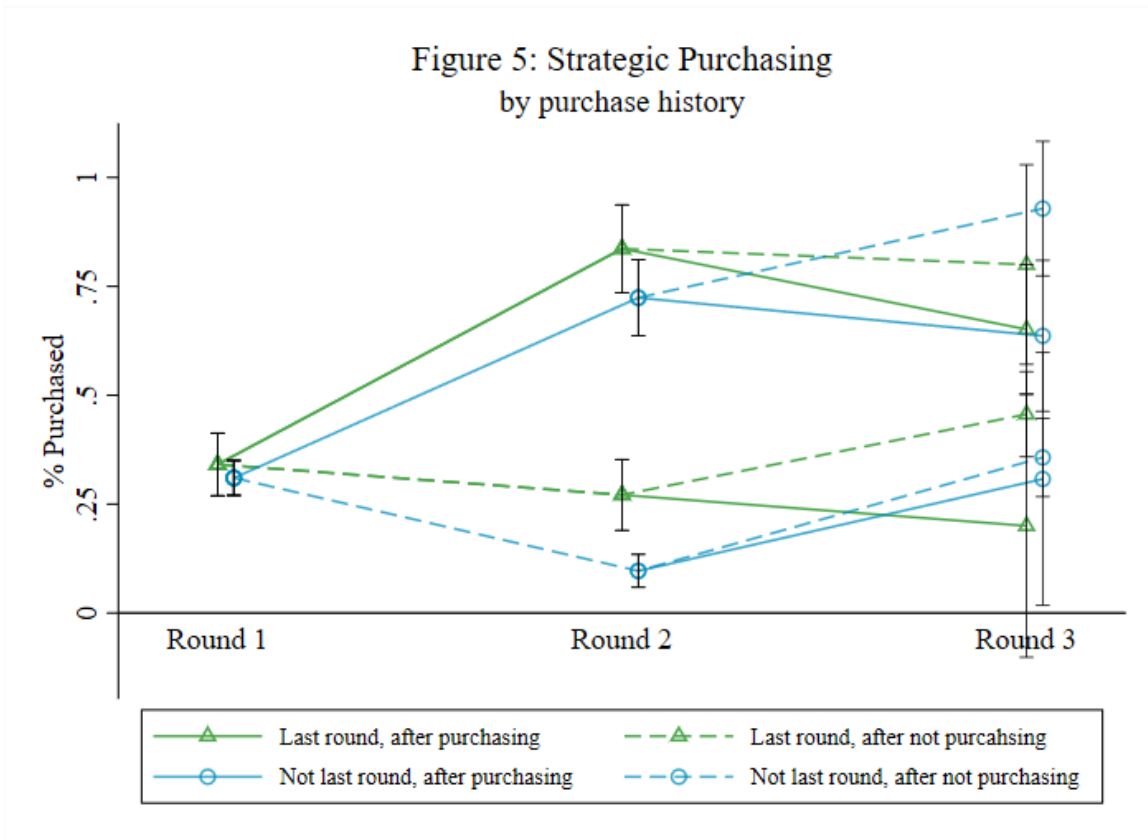 Figure 5: Strategic Purchasing
by purchase history
% Purchased
1
.75
.5
.25
0
Round 1
Round 2
Round 3
Last round, after purchasing
Last round, after not purcahsing
Not last round, after purchasing
Not last round, after not purchasing